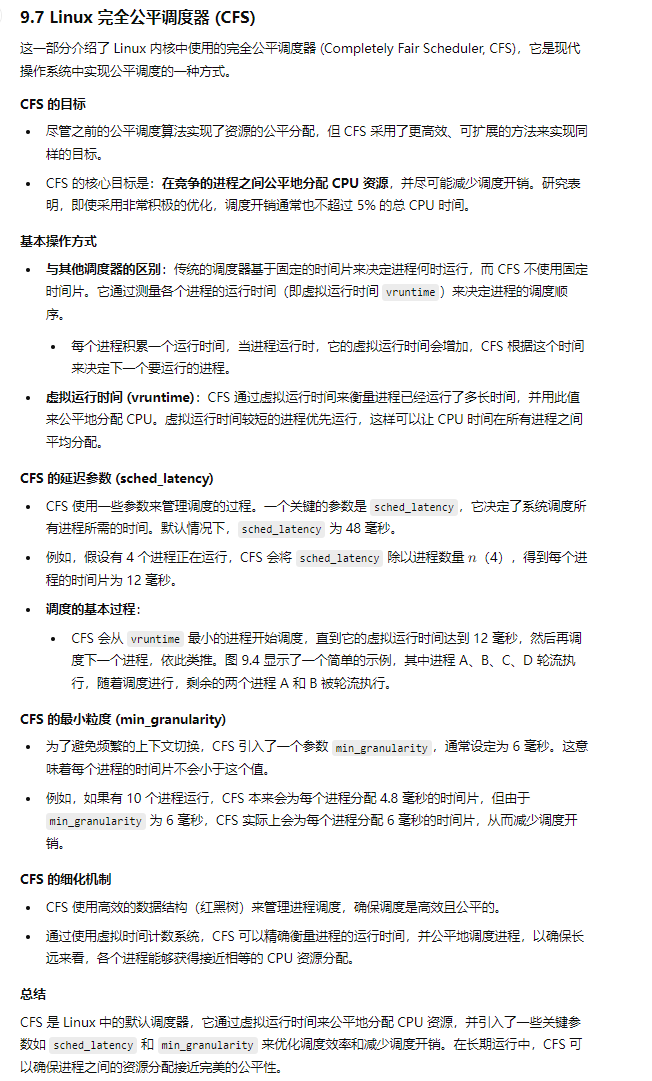 9.7 Linux 完全公平调度器 (CFS)
这一部分介绍了 Linux 内核中使用的完全公平调度器 (Completely Fair Scheduler, CFS)，它是现代
操作系统中实现公平调度的一种方式。
CFS 的目标
• 尽管之前的公平调度算法实现了资源的公平分配，但 CFS 采用了更高效、可扩展的方法来实现同
样的目标。
• CFS 的核心目标是：在竞争的进程之间公平地分配 CPU 资源，并尽可能减少调度开销。研究表
明，即使采用非常积极的优化，调度开销通常也不超过 5% 的总 CPU 时间。
基本操作方式
• 与其他调度器的区别：传统的调度器基于固定的时间片来决定进程何时运行，而 CFS 不使用固定
时间片。它通过测量各个进程的运行时间（即虚拟运行时间 vruntime）来决定进程的调度顺
序。
• 每个进程积累一个运行时间，当进程运行时，它的虚拟运行时间会增加，CFS 根据这个时间
来决定下一个要运行的进程。
• 虚拟运行时间 (vruntime)：CFS 通过虚拟运行时间来衡量进程已经运行了多长时间，并用此值
来公平地分配 CPU。虚拟运行时间较短的进程优先运行，这样可以让 CPU 时间在所有进程之间
平均分配。
CFS 的延迟参数 (sched_latency)
• CFS 使用一些参数来管理调度的过程。一个关键的参数是 sched_latency，它决定了系统调度所
有进程所需的时间。默认情况下，sched_latency 为 48 毫秒。
• 例如，假设有 4 个进程正在运行，CFS 会将 sched_latency 除以进程数量 n（4），得到每个进
程的时间片为 12 毫秒。
• 调度的基本过程：
• CFS 会从 vruntime 最小的进程开始调度，直到它的虚拟运行时间达到 12 毫秒，然后再调
度下一个进程，依此类推。图 9.4 显示了一个简单的示例，其中进程 A、B、C、D 轮流执
行，随着调度进行，剩余的两个进程 A 和 B 被轮流执行。
CFS 的最小粒度 (min_granularity)
• 为了避免频繁的上下文切换，CFS 引入了一个参数 min_granularity，通常设定为 6 毫秒。这意
味着每个进程的时间片不会小于这个值。
• 例如，如果有 10 个进程运行，CFS 本来会为每个进程分配 4.8 毫秒的时间片，但由于
min_granularity 为 6 毫秒，CFS 实际上会为每个进程分配 6 毫秒的时间片，从而减少调度开
销。
CFS 的细化机制
• CFS 使用高效的数据结构（红黑树）来管理进程调度，确保调度是高效且公平的。
• 通过使用虚拟时间计数系统，CFS 可以精确衡量进程的运行时间，并公平地调度进程，以确保长
远来看，各个进程能够获得接近相等的 CPU 资源分配。
总结
CFS 是 Linux 中的默认调度器，它通过虚拟运行时间来公平地分配 CPU 资源，并引入了一些关键参
数如 sched_latency 和 min_granularity 来优化调度效率和减少调度开销。在长期运行中，CFS 可
以确保进程之间的资源分配接近完美的公平性。